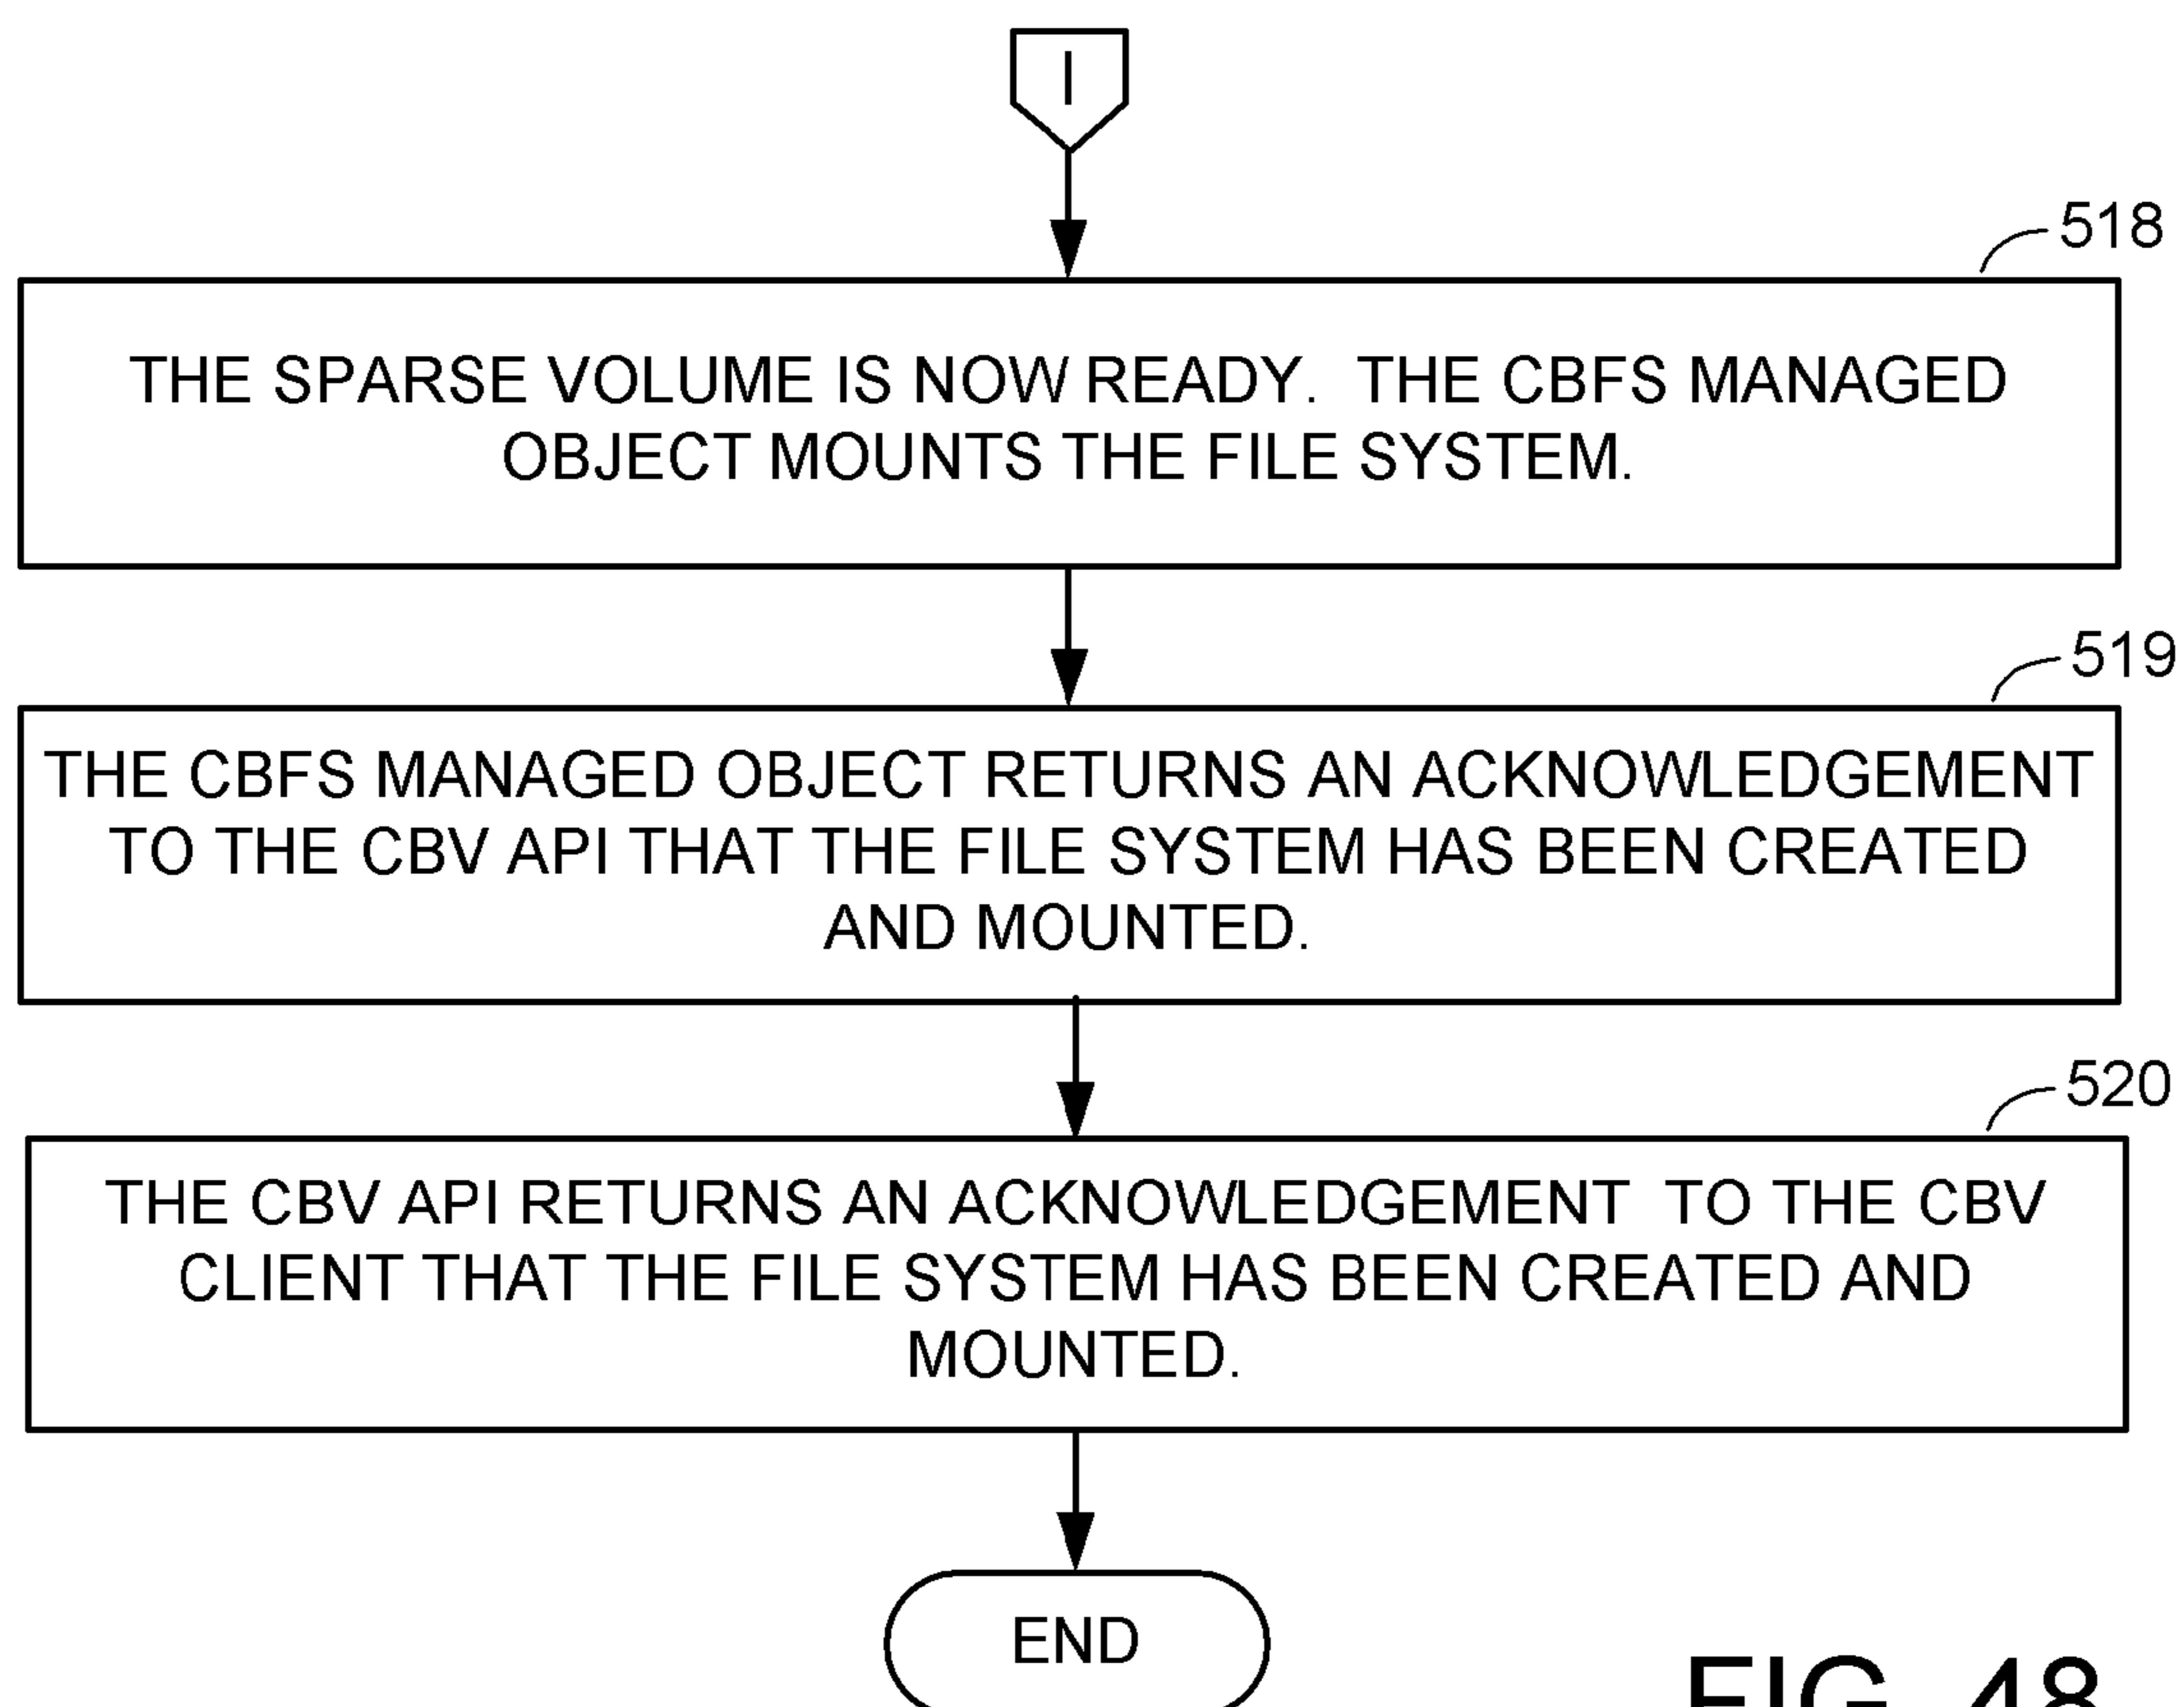 I
518
THE SPARSE VOLUME IS NOW READY. THE CBFS MANAGED
OBJECT MOUNTS THE FILE SYSTEM.
519
THE CBFS MANAGED OBJECT RETURNS AN ACKNOWLEDGEMENT
TO THE CBV API THAT THE FILE SYSTEM HAS BEEN CREATED
AND MOUNTED.
520
THE CBV API RETURNS AN ACKNOWLEDGEMENT TO THE CBV
CLIENT THAT THE FILE SYSTEM HAS BEEN CREATED AND
MOUNTED.
END
FIG. 48